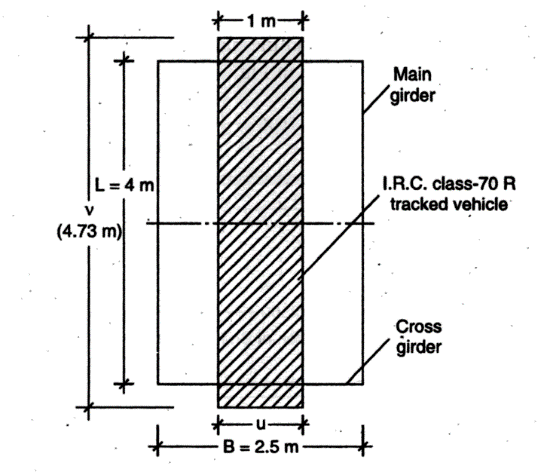 1 m
Main
girder
L = 4 m
v
(4.73 m)
I.R.C. class-70 R
tracked vehicle
Cross
girder
u
B = 2.5 m